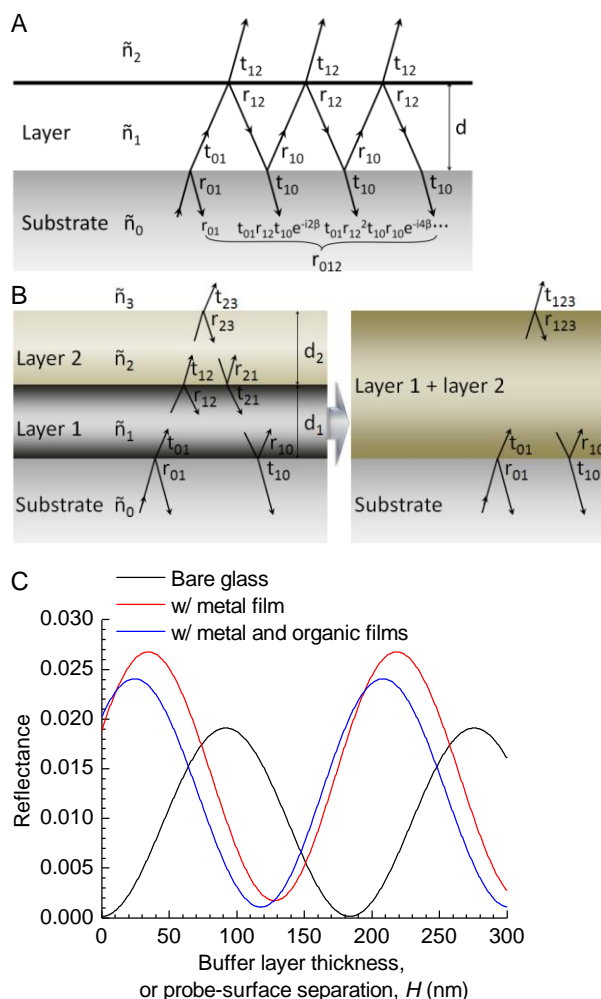 A
ñ₂
t₁₂ t₁₂ t₁₂
r₁₂ r₁₂ r₁₂
Layer ñ₁ d
t₀₁ r₁₀ r₁₀
r₀₁ t₁₀ t₁₀ t₁₀
Substrate ñ₀ r₀₁ t₀₁r₁₂t₁₀e⁻ⁱ²ᵝ t₀₁r₁₂²t₁₀r₁₀e⁻ⁱ⁴ᵝ...
r₀₁₂
B
ñ₃ t₂₃
r₂₃
Layer 2 ñ₂ d₂
t₁₂ r₂₁
r₁₂ t₂₁
Layer 1 ñ₁ d₁
t₀₁ r₁₀
r₀₁ t₁₀
Substrate ñ₀
t₁₂₃
r₁₂₃
Layer 1 + layer 2
t₀₁ r₁₀
r₀₁ t₁₀
Substrate
C
Bare glass
w/ metal film
w/ metal and organic films
0.030
0.025
0.020
0.015
0.010
0.005
0.000
Reflectance
0 50 100 150 200 250 300
Buffer layer thickness,
or probe-surface separation, H (nm)